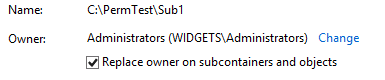 Name: C:\PermTest\Sub1
Owner: Administrators (WIDGETS\Administrators) Change
Replace owner on subcontainers and objects